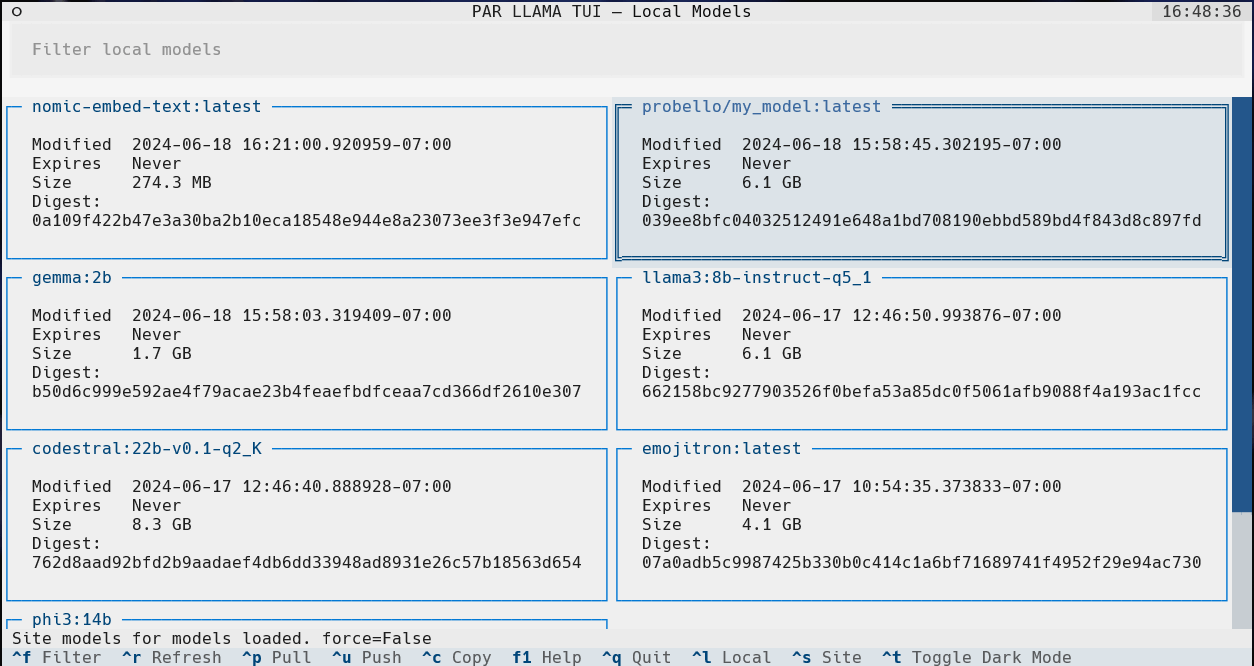 PAR LLAMA TUI — Local Models 16:48:36
Filter local models
nomic-embed-text:latest
Modified 2024-06-18 16:21:00.920959-07:00
Expires Never
Size 274.3 MB
Digest:
0a109f422b47e3a30ba2b10eca18548e944e8a23073ee3f3e947efc
probello/my_model:latest
Modified 2024-06-18 15:58:45.302195-07:00
Expires Never
Size 6.1 GB
Digest:
039ee8bfc04032512491e648a1bd708190ebbd589bd4f843d8c897fd
gemma:2b
Modified 2024-06-18 15:58:03.319409-07:00
Expires Never
Size 1.7 GB
Digest:
b50d6c999e592ae4f79acae23b4feaefbdfceaa7cd366df2610e307
llama3:8b-instruct-q5_1
Modified 2024-06-17 12:46:50.993876-07:00
Expires Never
Size 6.1 GB
Digest:
662158bc9277903526f0befa53a85dc0f5061afb9088f4a193ac1fcc
codestral:22b-v0.1-q2_K
Modified 2024-06-17 12:46:40.888928-07:00
Expires Never
Size 8.3 GB
Digest:
762d8aad92bfd2b9aadaef4db6dd33948ad8931e26c57b18563d654
emojitron:latest
Modified 2024-06-17 10:54:35.373833-07:00
Expires Never
Size 4.1 GB
Digest:
07a0adb5c9987425b330b0c414c1a6bf71689741f4952f29e94ac730
phi3:14b
Site models for models loaded. force=False
^f Filter ^r Refresh ^p Pull ^u Push ^c Copy f1 Help ^q Quit ^l Local ^s Site ^t Toggle Dark Mode